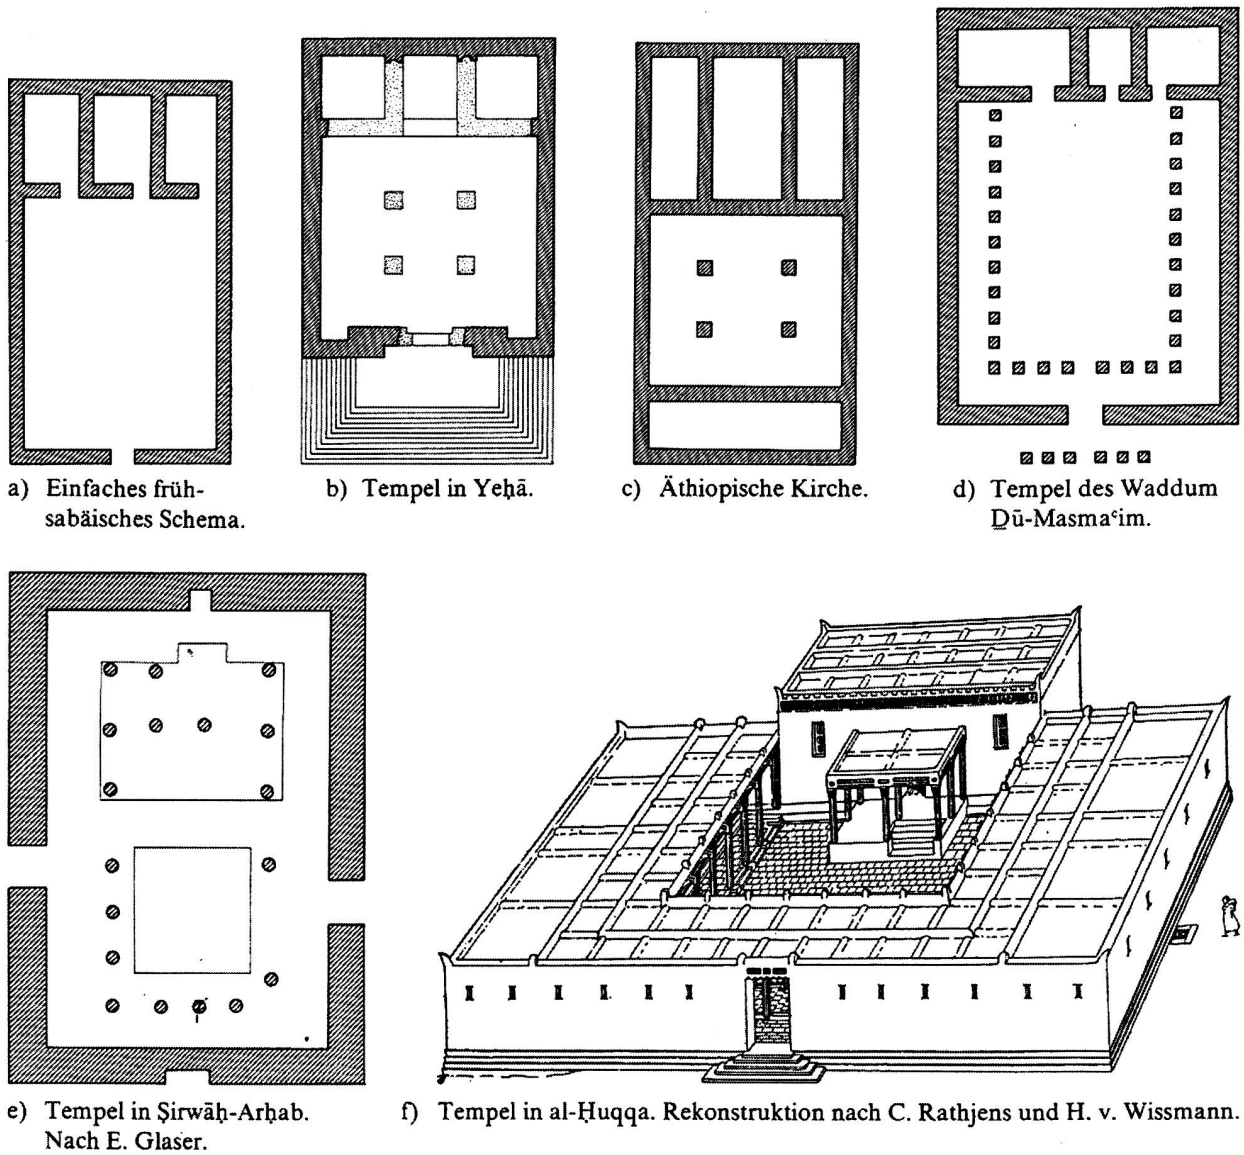 a) Einfaches früh-
sabäisches Schema.
b) Tempel in Yeḥā.
c) Äthiopische Kirche.
d) Tempel des Waddum
Ḏū-Masmaʿim.
e) Tempel in Ṣirwāḥ-Arḥab.
Nach E. Glaser.
f) Tempel in al-Ḥuqqa. Rekonstruktion nach C. Rathjens und H. v. Wissmann.